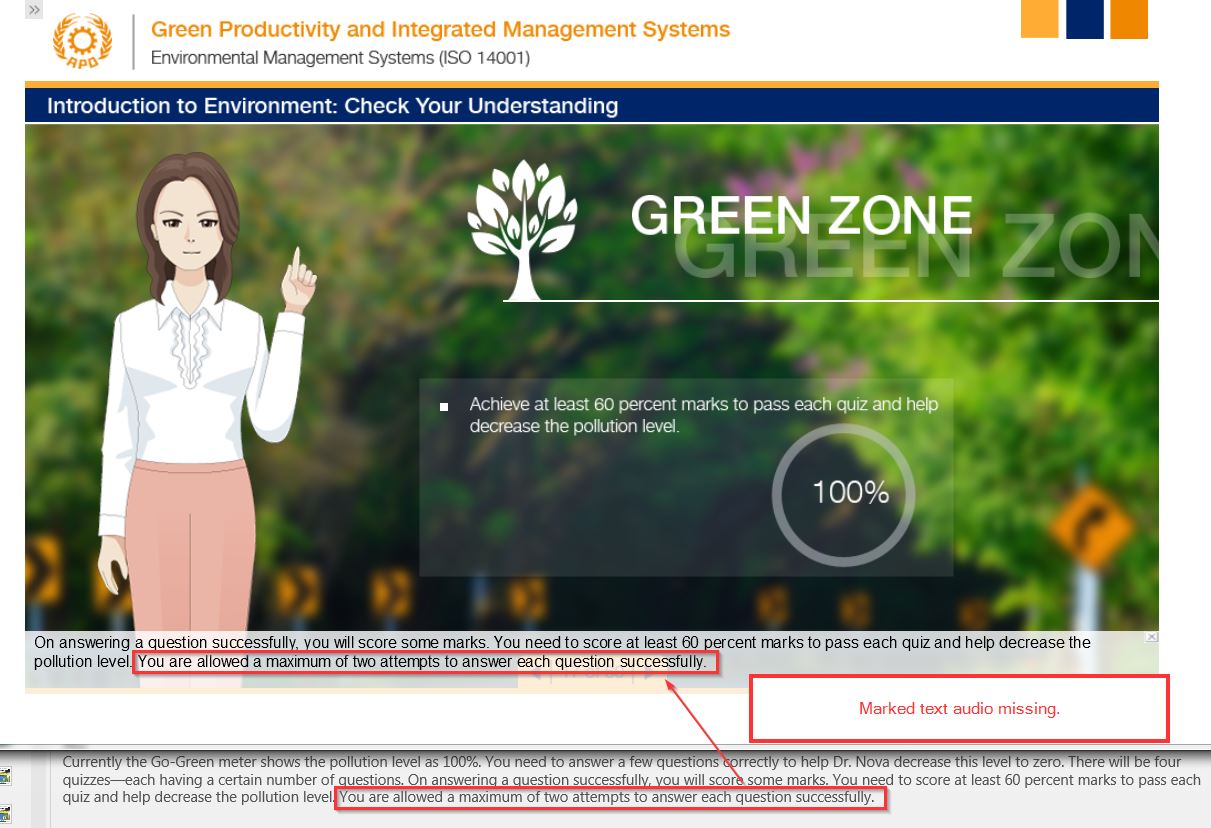 »
Green Productivity and Integrated Management Systems
APO
Environmental Management Systems (ISO 14001)
Introduction to Environment: Check Your Understanding
GREEN ZONE
GREEN ZON
Achieve at least 60 percent marks to pass each quiz and help
decrease the pollution level.
100%
On answering a question successfully, you will score some marks. You need to score at least 60 percent marks to pass each quiz and help decrease the
pollution level. You are allowed a maximum of two attempts to answer each question successfully.
Marked text audio missing.
Currently the Go-Green meter shows the pollution level as 100%. You need to answer a few questions correctly to help Dr. Nova decrease this level to zero. There will be four
quizzes—each having a certain number of questions. On answering a question successfully, you will score some marks. You need to score at least 60 percent marks to pass each
quiz and help decrease the pollution level. You are allowed a maximum of two attempts to answer each question successfully.